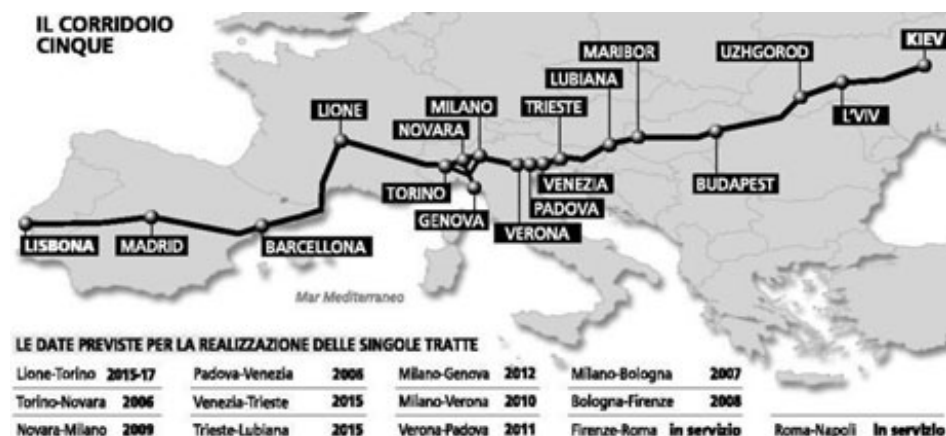 IL CORRIDOIO
CINQUE
KIEV
UZHGOROD
MARIBOR
LUBIANA
L'VIV
MILANO
TRIESTE
LIONE
NOVARA
TORINO
VENEZIA
BUDAPEST
GENOVA
PADOVA
VERONA
LISBONA
MADRID
BARCELLONA
Mar Mediterraneo
LE DATE PREVISTE PER LA REALIZZAZIONE DELLE SINGOLE TRATTE
Lione-Torino 2015-17 Padova-Venezia 2006 Milano-Genova 2012 Milano-Bologna 2007
Torino-Novara 2006 Venezia-Trieste 2015 Milano-Verona 2010 Bologna-Firenze 2008
Novara-Milano 2009 Trieste-Lubiana 2015 Verona-Padova 2011 Firenze-Roma in servizio Roma-Napoli in servizio